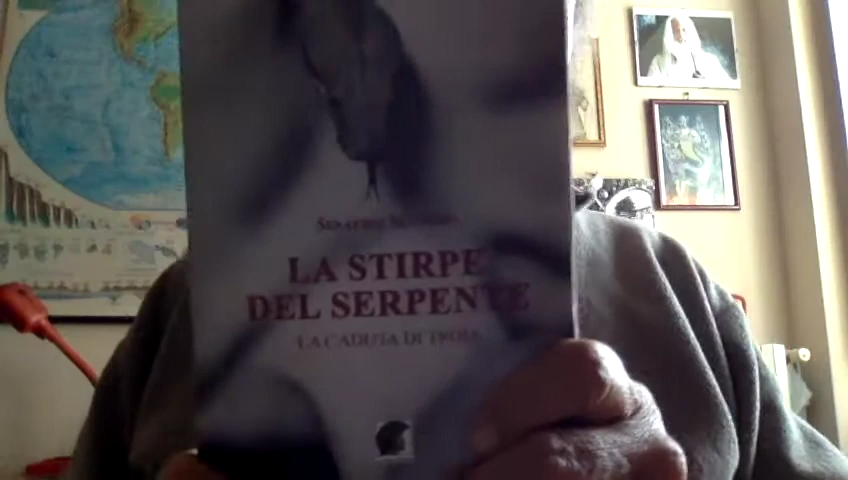 LA STIRPE
DEL SERPENTE
LA CADUTA DI TROIA